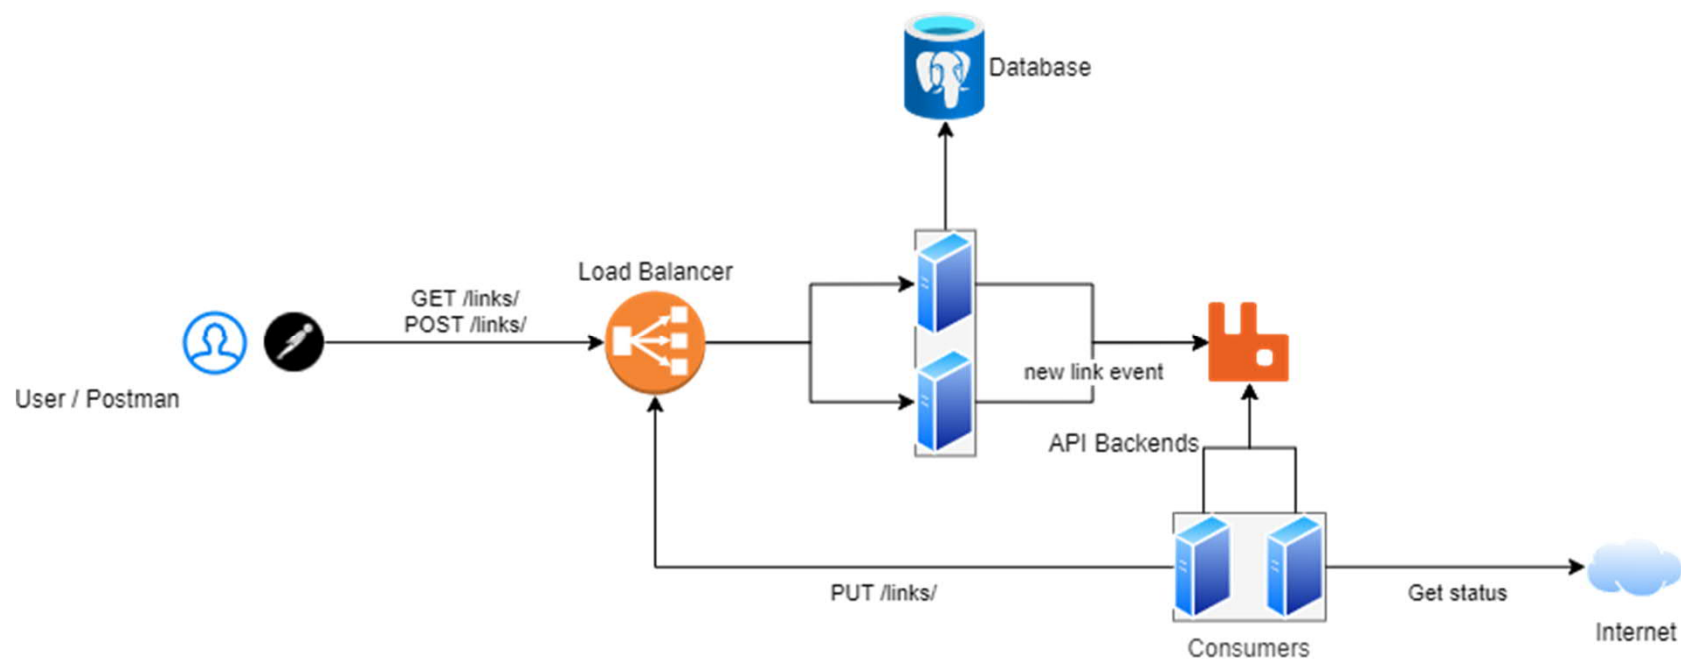 Database
Load Balancer
GET /links/
POST /links/
User / Postman
new link event
API Backends
PUT /links/
Get status
Internet
Consumers